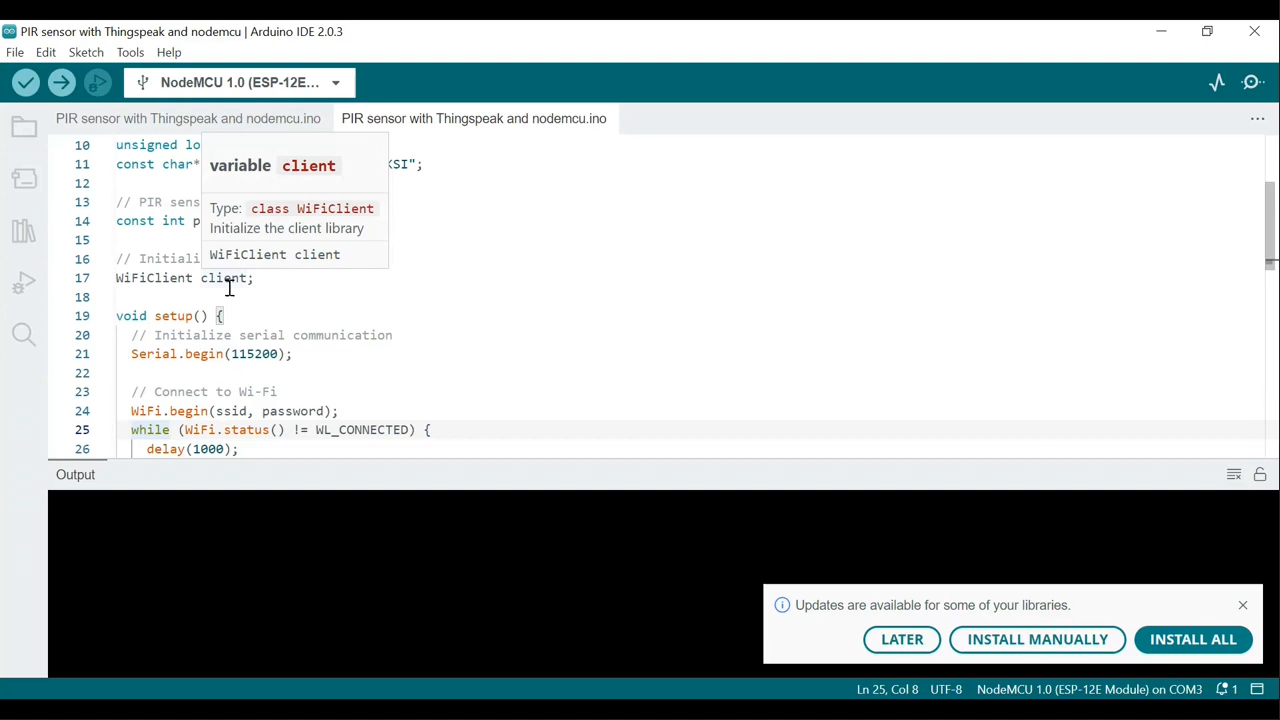 PIR sensor with Thingspeak and nodemcu | Arduino IDE 2.0.3
File Edit Sketch Tools Help
NodeMCU 1.0 (ESP-12E...
PIR sensor with Thingspeak and nodemcu.ino PIR sensor with Thingspeak and nodemcu.ino
10 unsigned lo
variable client
11 const char* SI";
12
13 // PIR sens
Type: class WiFiClient
14 const int p
Initialize the client library
15
WiFiClient client
16 // Initiali
17 WiFiClient client;
18
19 void setup() {
20 // Initialize serial communication
21 Serial.begin(115200);
22
23 // Connect to Wi-Fi
24 WiFi.begin(ssid, password);
25 while (WiFi.status() != WL_CONNECTED) {
26 delay(1000);
Output
Updates are available for some of your libraries.
LATER INSTALL MANUALLY INSTALL ALL
Ln 25, Col 8 UTF-8 NodeMCU 1.0 (ESP-12E Module) on COM3 1